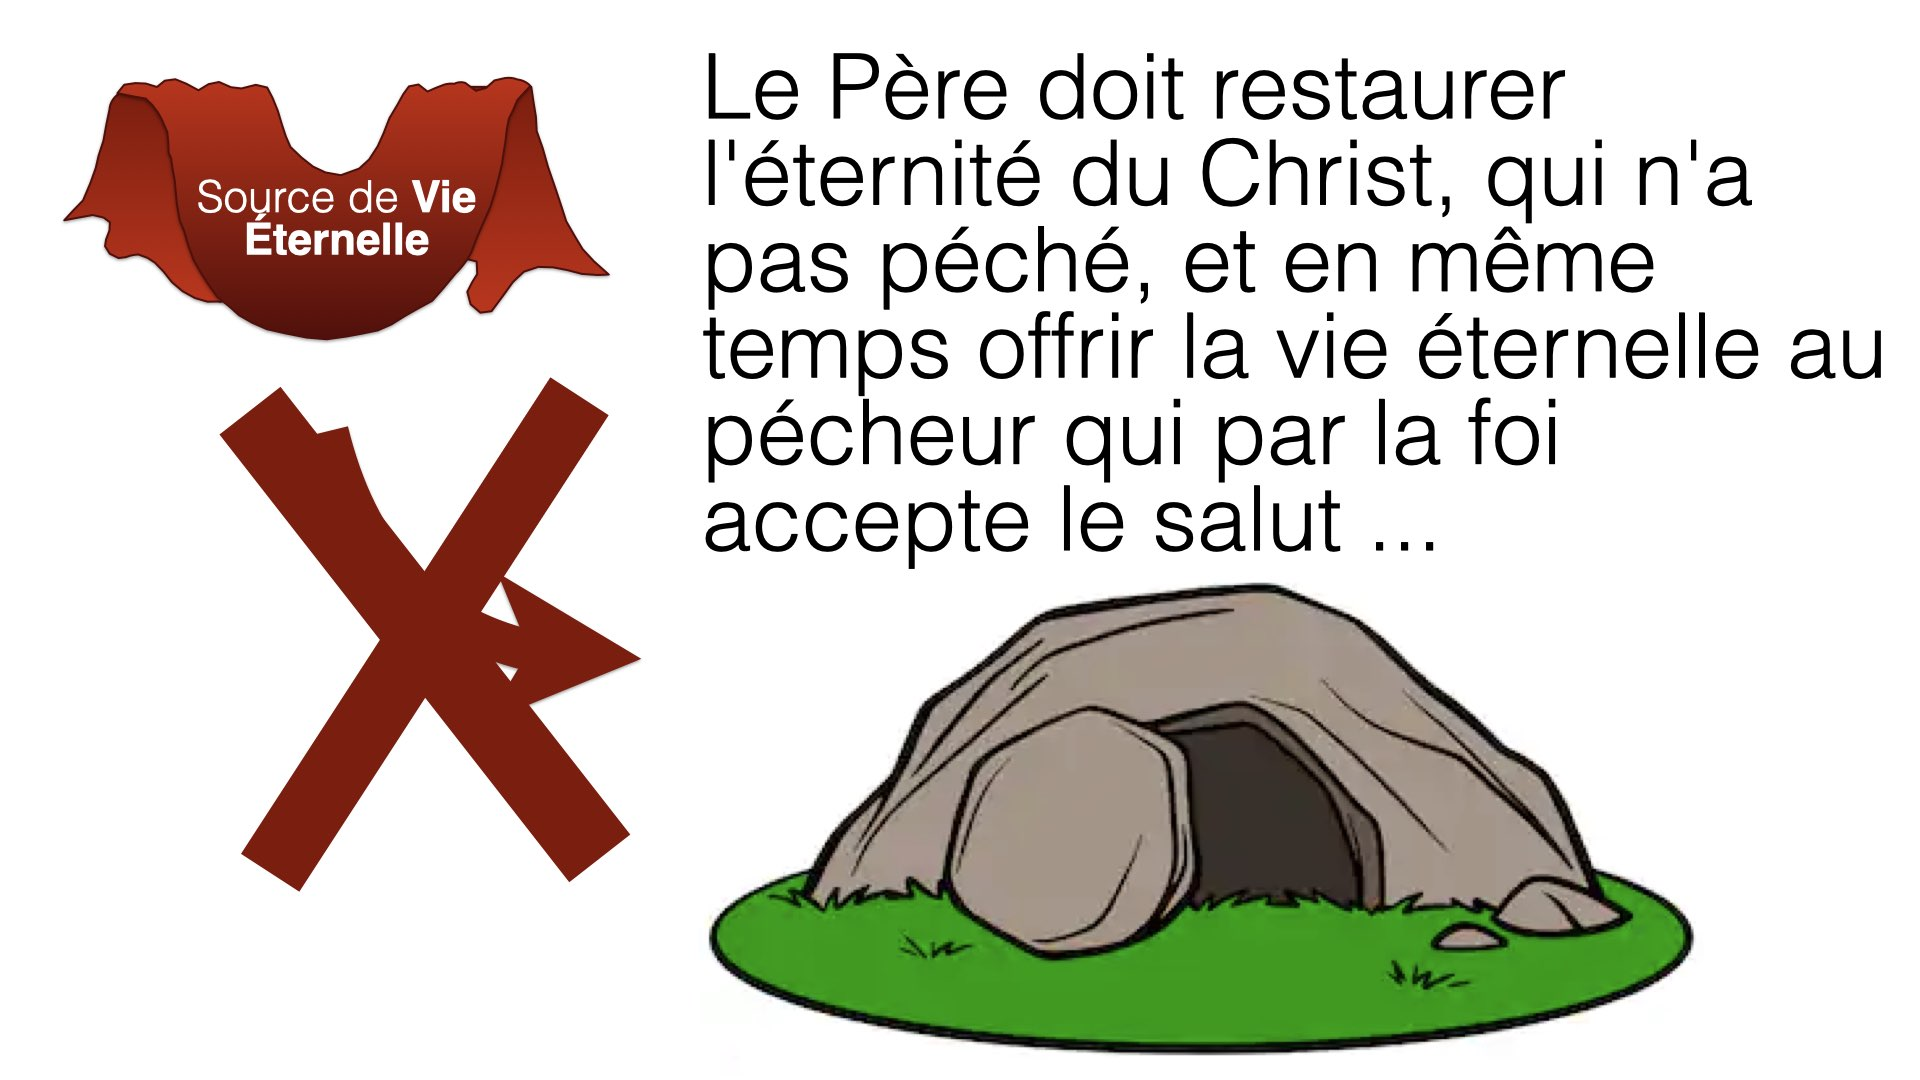 Source de Vie
Éternelle
Le Père doit restaurer
l'éternité du Christ, qui n'a
pas péché, et en même
temps offrir la vie éternelle au
pécheur qui par la foi
accepte le salut ...